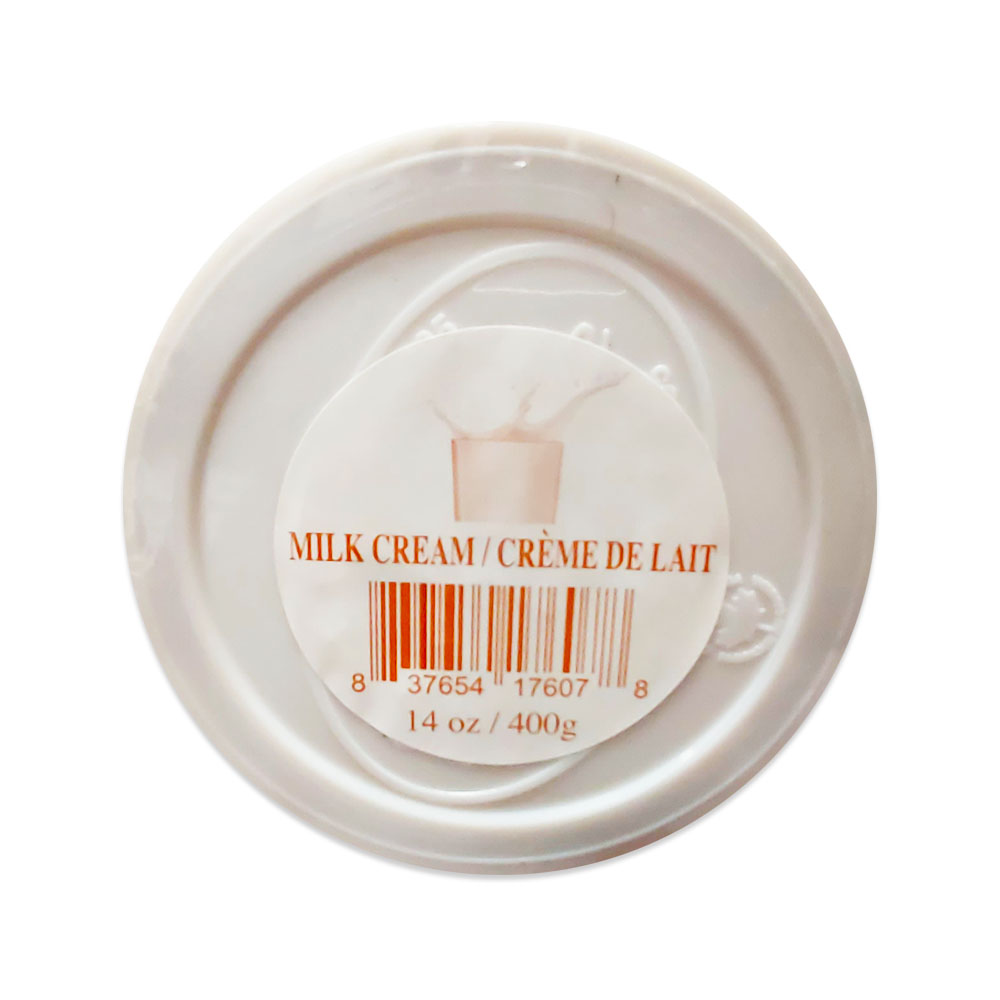 MILK CREAM / CRÈME DE LAIT
8 37654 17607 8
14 oz / 400g